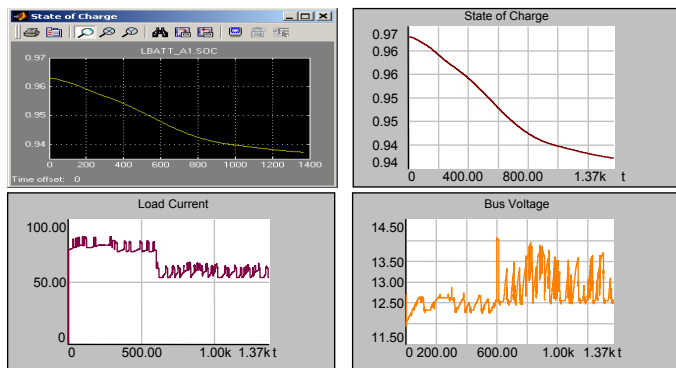 State of Charge
LBATT_A1.SOC
0.97
0.96
0.95
0.94
0 200 400 600 800 1000 1200 1400
Time offset: 0
State of Charge
0.97
0.96
0.96
0.95
0.95
0.94
0.94
0 400.00 800.00 1.37k t
Load Current
100.00
50.00
0
0 500.00 1.00k 1.37k t
Bus Voltage
14.50
13.50
12.50
11.50
0 200.00 600.00 1.00k 1.37k t